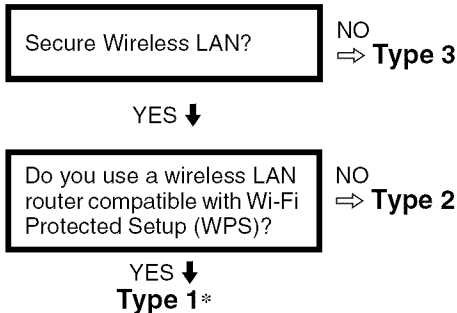 Secure Wireless LAN?
NO
⇨ Type 3
YES ⬇
Do you use a wireless LAN
router compatible with Wi-Fi
Protected Setup (WPS)?
NO
⇨ Type 2
YES ⬇
Type 1*